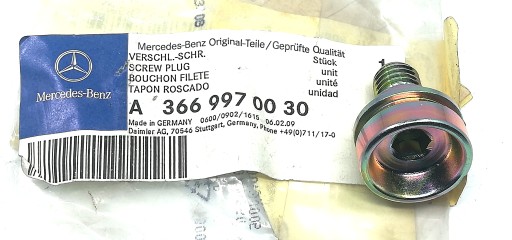 Mercedes-Benz
Mercedes-Benz Original-Teile/Geprüfte Qualität
VERSCHL.-SCHR.
SCREW PLUG
BOUCHON FILETE
TAPON ROSCADO
Stück
unit
unité
unidad
A 366 997 00 30
Made in GERMANY 0600/0902/1615 06.02.09
Daimler AG, 70546 Stuttgart, Germany, Phone +49(0)711/17-0